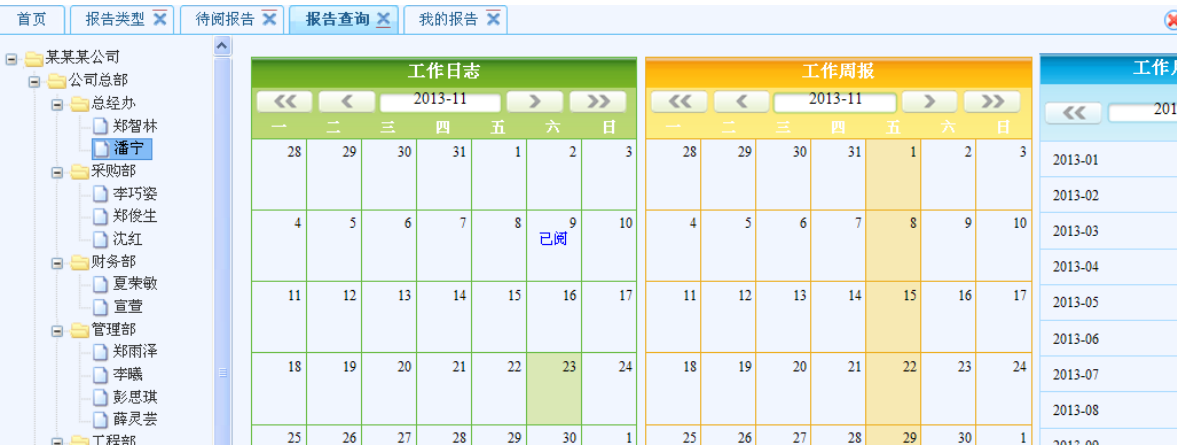 首页 报告类型 待阅报告 报告查询 我的报告
某某某公司
公司总部
总经办
郑智林
潘宁
采购部
李巧姿
郑俊生
沈红
财务部
夏荣敏
宣萱
管理部
郑雨泽
李曦
彭思琪
薛灵芸
工程部
工作日志
2013-11
一 二 三 四 五 六 日
28 29 30 31 1 2 3
4 5 6 7 8 9 10
已阅
11 12 13 14 15 16 17
18 19 20 21 22 23 24
25 26 27 28 29 30 1
工作周报
2013-11
一 二 三 四 五 六 日
28 29 30 31 1 2 3
4 5 6 7 8 9 10
11 12 13 14 15 16 17
18 19 20 21 22 23 24
25 26 27 28 29 30 1
工作
201
2013-01
2013-02
2013-03
2013-04
2013-05
2013-06
2013-07
2013-08
2013-09